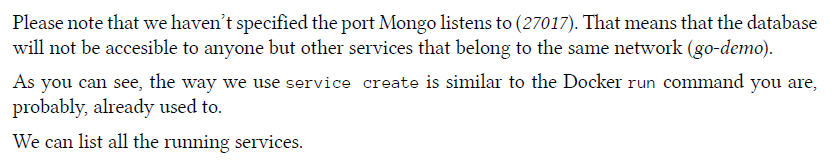 Please note that we haven’t specified the port Mongo listens to (27017). That means that the database
will not be accesible to anyone but other services that belong to the same network (go-demo).
As you can see, the way we use service create is similar to the Docker run command you are,
probably, already used to.
We can list all the running services.